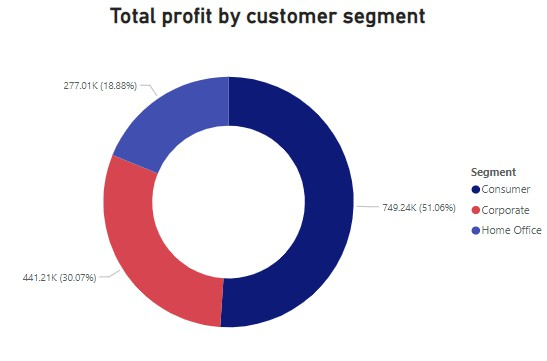 Total profit by customer segment
277.01K (18.88%)
Segment
Consumer
749.24K (51.06%)
Corporate
Home Office
441.21K (30.07%)